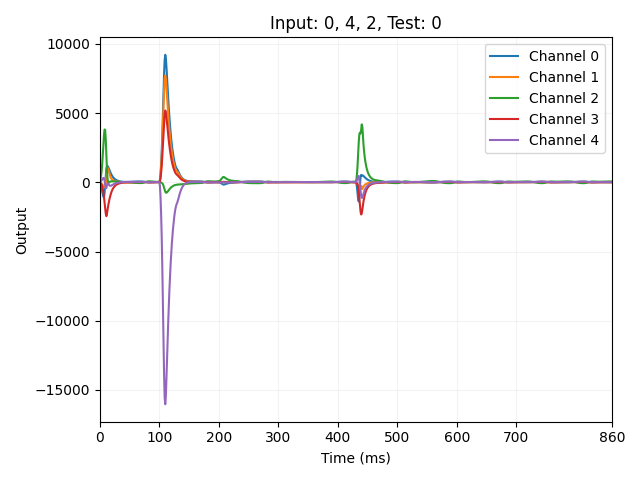 Input: 0, 4, 2, Test: 0
10000
5000
0
−5000
−10000
−15000
Output
Channel 0
Channel 1
Channel 2
Channel 3
Channel 4
0 100 200 300 400 500 600 700 860
Time (ms)